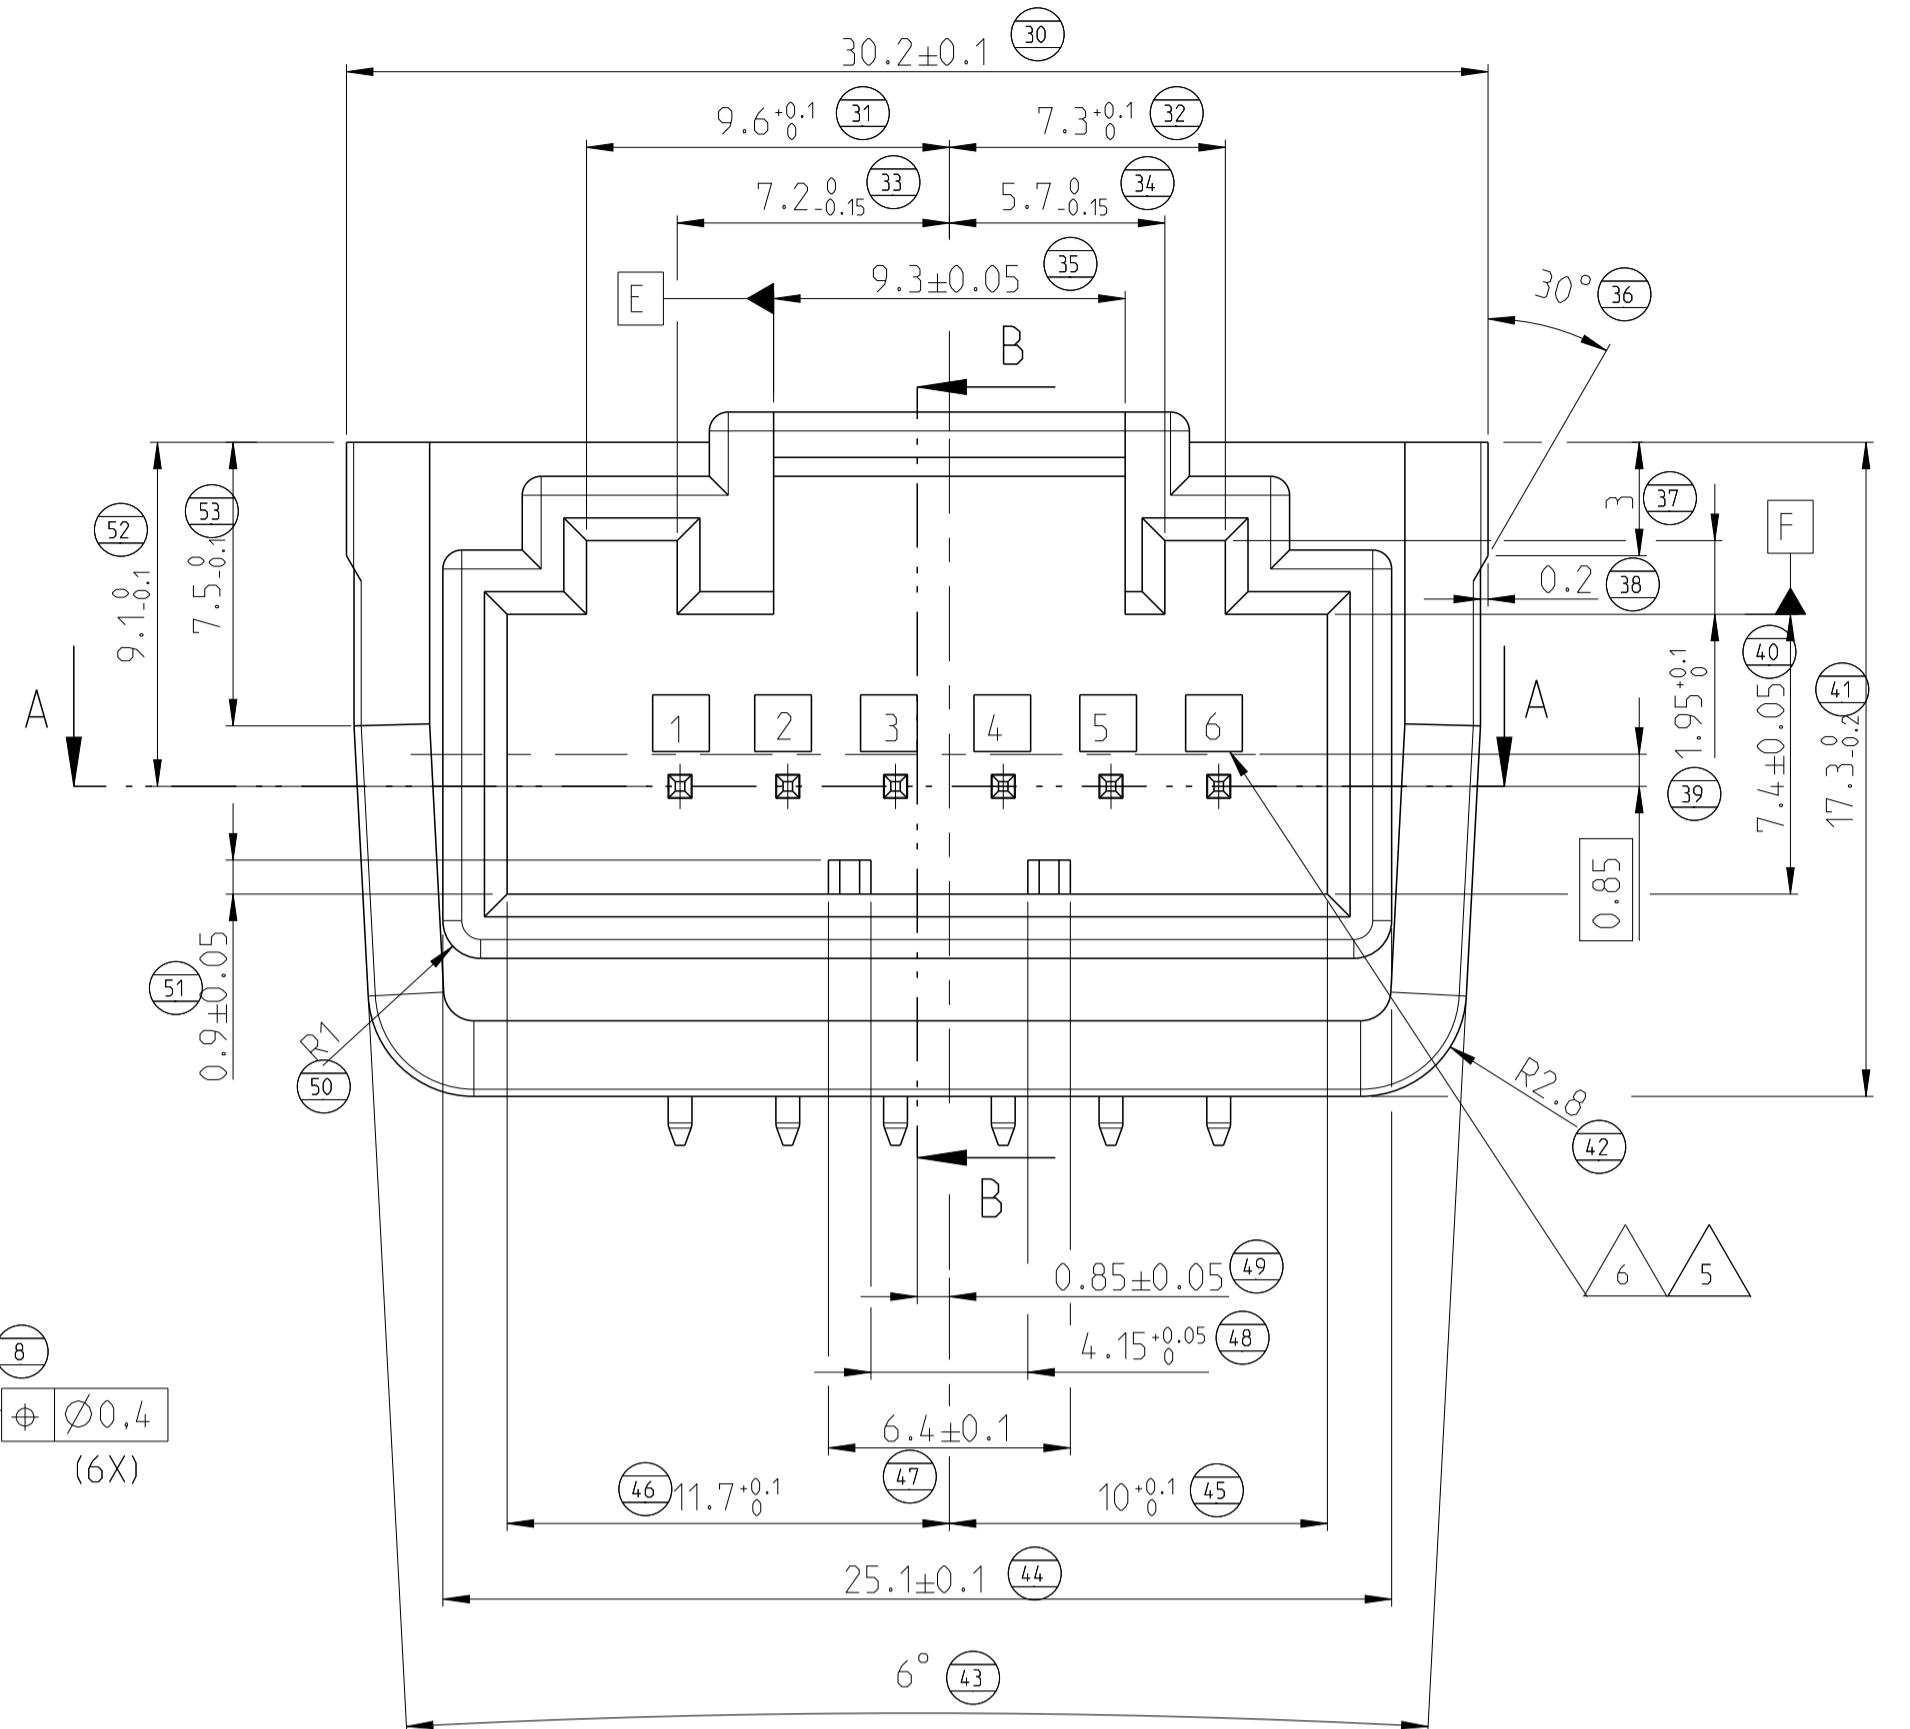 30.2±0.1 30
9.6 +0.1 0 31
7.3 +0.1 0 32
7.2 0 -0.15 33
5.7 0 -0.15 34
9.3±0.05 35
E
B
30° 36
52
9.1 0 -0.1
53
7.5 0 -0.1
3 37
F
0.2 38
1.95 +0.1 0
39
40
7.4±0.05
41
17.3 0 -0.2
A
A
1 2 3 4 5 6
0.85
51
0.9±0.05
R1
50
R2.8
42
B
6 5
0.85±0.05 49
4.15 +0.05 0 48
8
⌖ ∅0,4
(6X)
6.4±0.1
47
46 11.7 +0.1 0
10 +0.1 0 45
25.1±0.1 44
6° 43